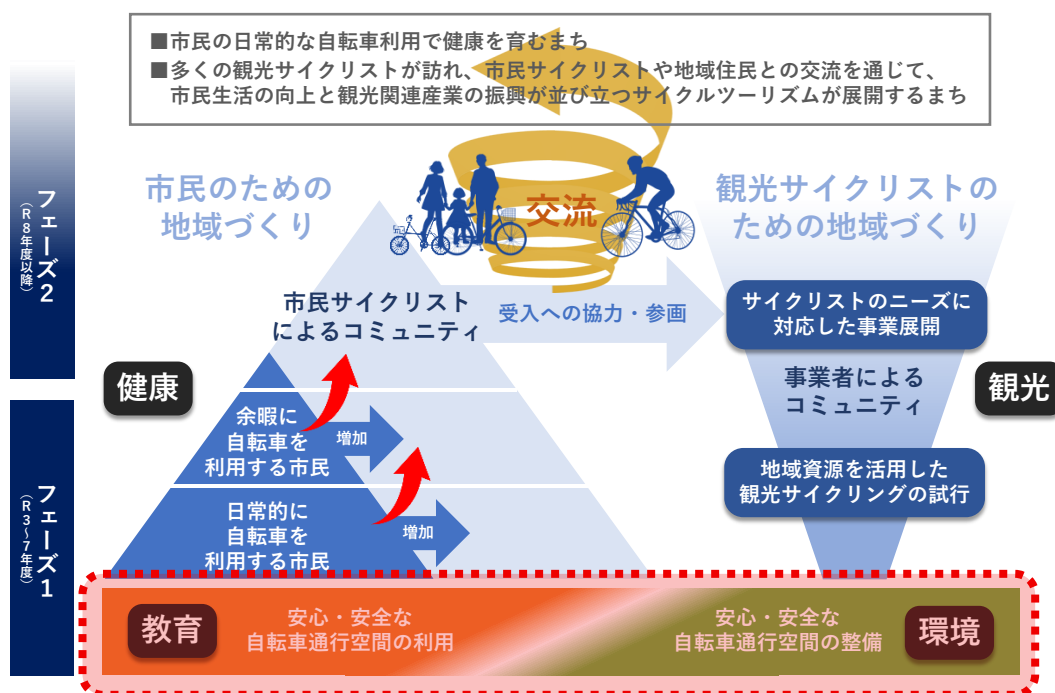 ■市民の日常的な自転車利用で健康を育むまち
■多くの観光サイクリストが訪れ、市民サイクリストや地域住民との交流を通じて、
市民生活の向上と観光関連産業の振興が並び立つサイクルツーリズムが展開するまち
フェーズ2
（R8年度以降）
市民のための
地域づくり
交流
観光サイクリストの
ための地域づくり
市民サイクリスト
によるコミュニティ
受入への協力・参画
サイクリストのニーズに
対応した事業展開
健康
事業者による
コミュニティ
観光
フェーズ1
（R3～7年度）
余暇に
自転車を
利用する市民
増加
地域資源を活用した
観光サイクリングの試行
日常的に
自転車を
利用する市民
増加
教育
安心・安全な
自転車通行空間の利用
安心・安全な
自転車通行空間の整備
環境